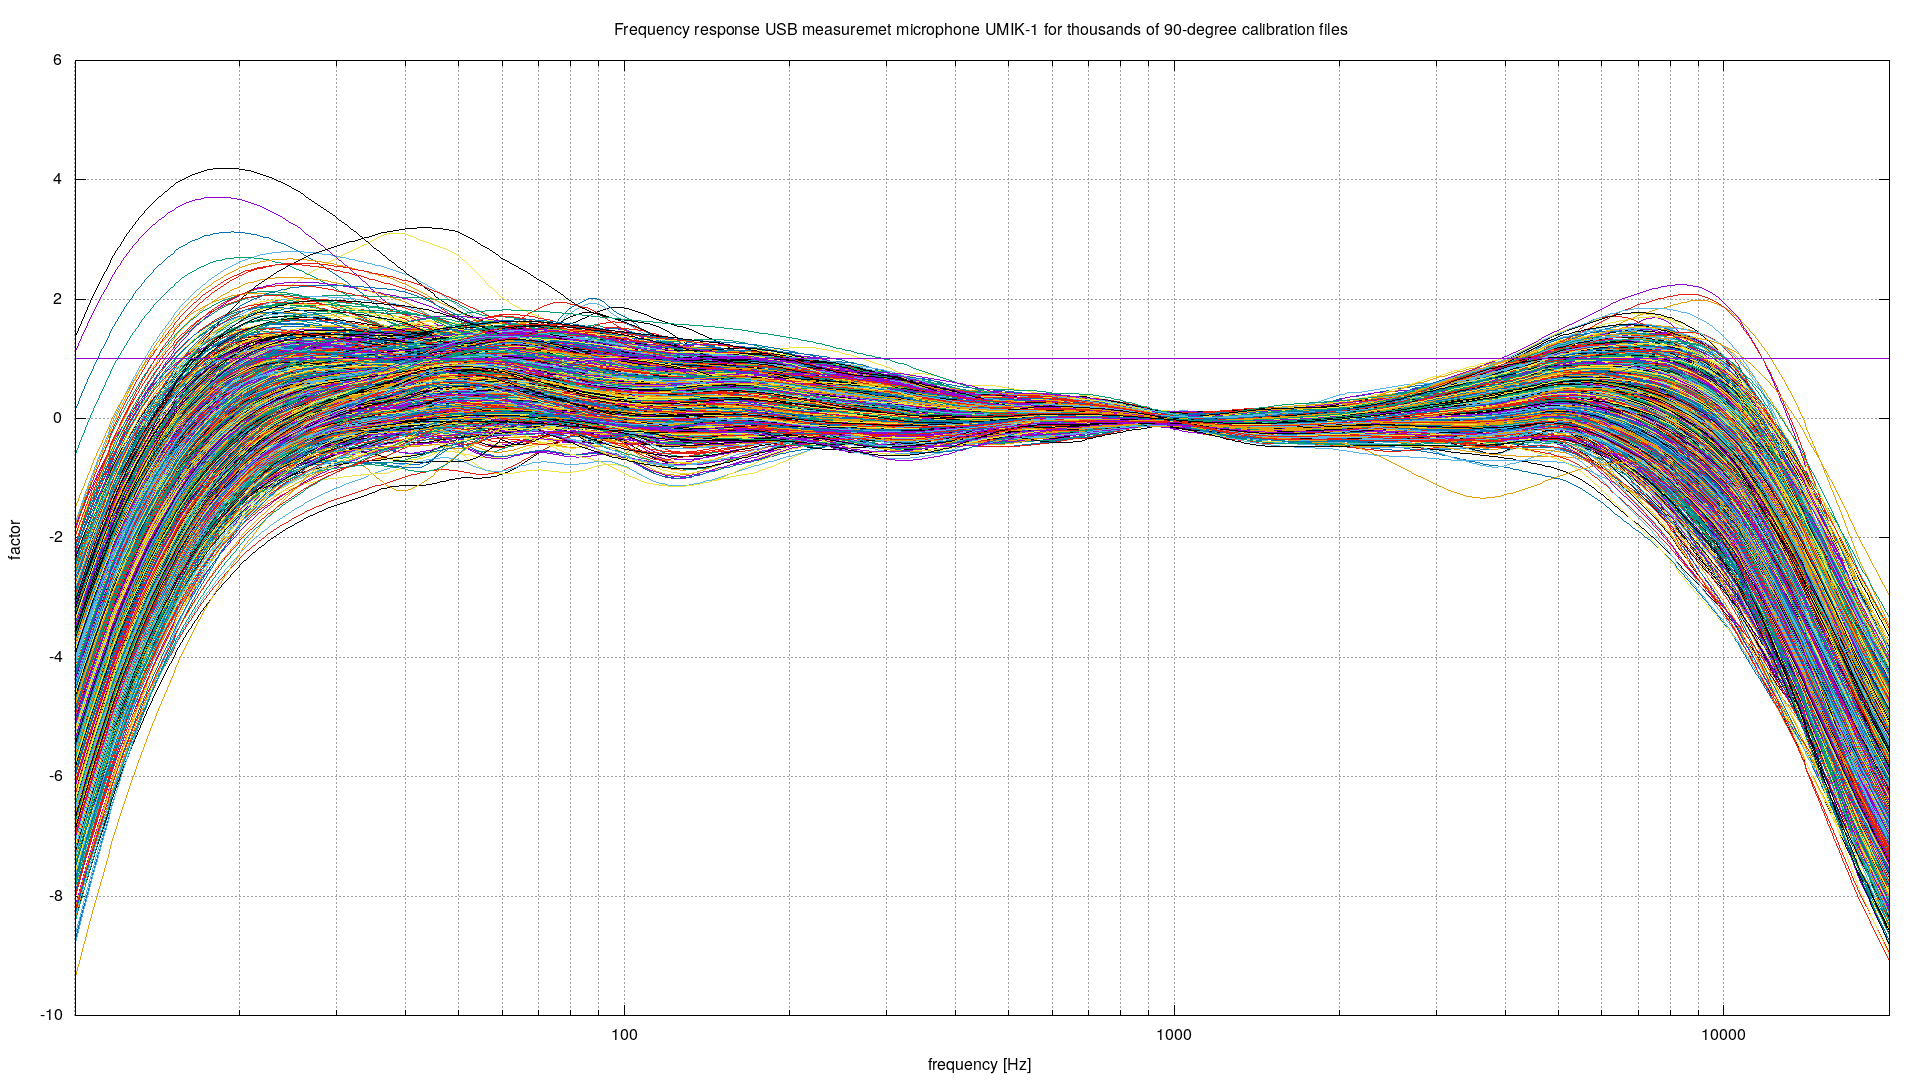 Frequency response USB measuremet microphone UMIK-1 for thousands of 90-degree calibration files
6
4
2
0
-2
-4
-6
-8
-10
factor
100 1000 10000
frequency [Hz]